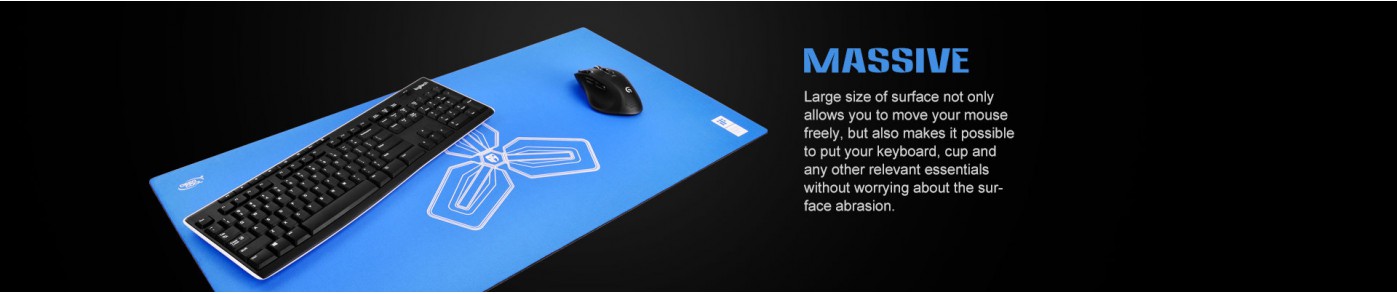 MASSIVE
Large size of surface not only
allows you to move your mouse
freely, but also makes it possible
to put your keyboard, cup and
any other relevant essentials
without worrying about the sur-
face abrasion.
logitech
G